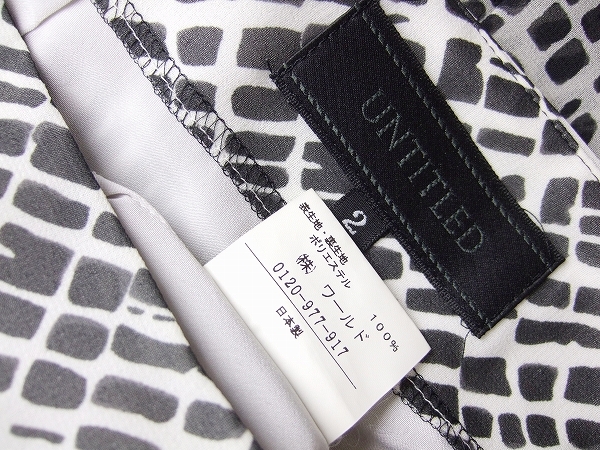 UNTITLED
2
表生地・裏生地
ポリエステル 100%
(株) ワールド
0120-977-917
日本製